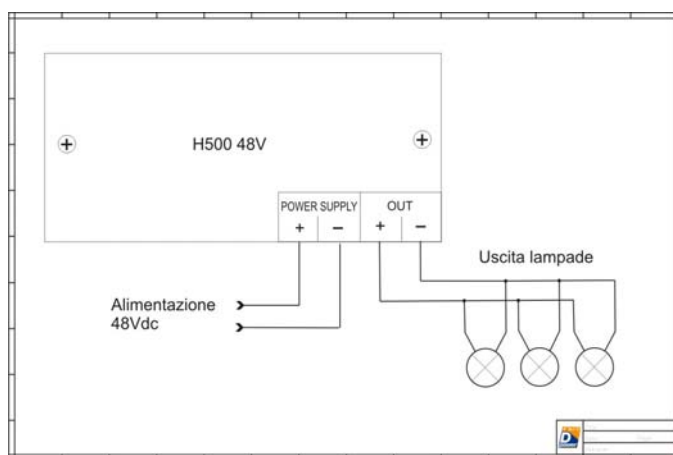 H500 48V
POWER SUPPLY OUT
+ − + −
Uscita lampade
Alimentazione
48Vdc
D